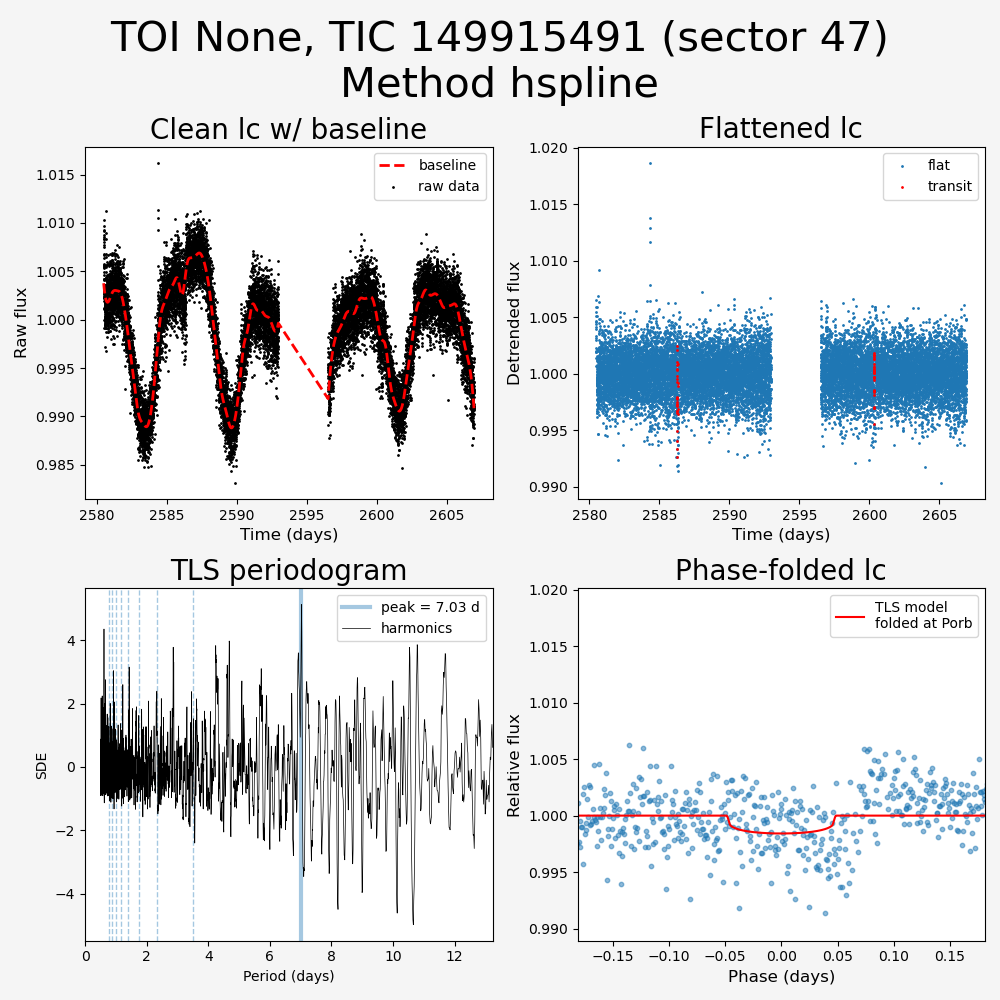 TOI None, TIC 149915491 (sector 47)
Method hspline
Clean lc w/ baseline
Raw flux
1.015
1.010
1.005
1.000
0.995
0.990
0.985
baseline
raw data
2580 2585 2590 2595 2600 2605
Time (days)
Flattened lc
Detrended flux
1.020
1.015
1.010
1.005
1.000
0.995
0.990
flat
transit
2580 2585 2590 2595 2600 2605
Time (days)
TLS periodogram
SDE
4
2
0
−2
−4
peak = 7.03 d
harmonics
0 2 4 6 8 10 12
Period (days)
Phase-folded lc
Relative flux
1.020
1.015
1.010
1.005
1.000
0.995
0.990
TLS model
folded at Porb
−0.15 −0.10 −0.05 0.00 0.05 0.10 0.15
Phase (days)